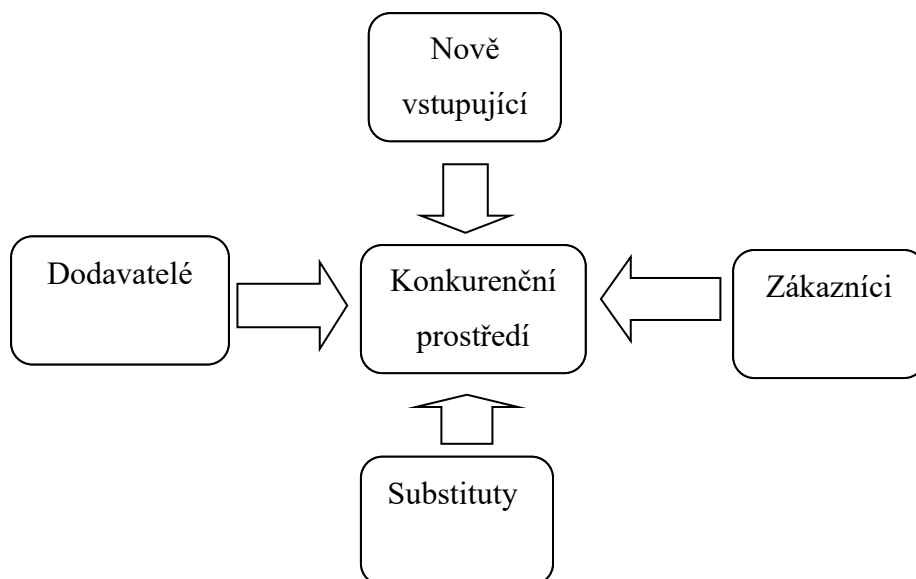 Nově
vstupující
Dodavatelé
Konkurenční
prostředí
Zákazníci
Substituty